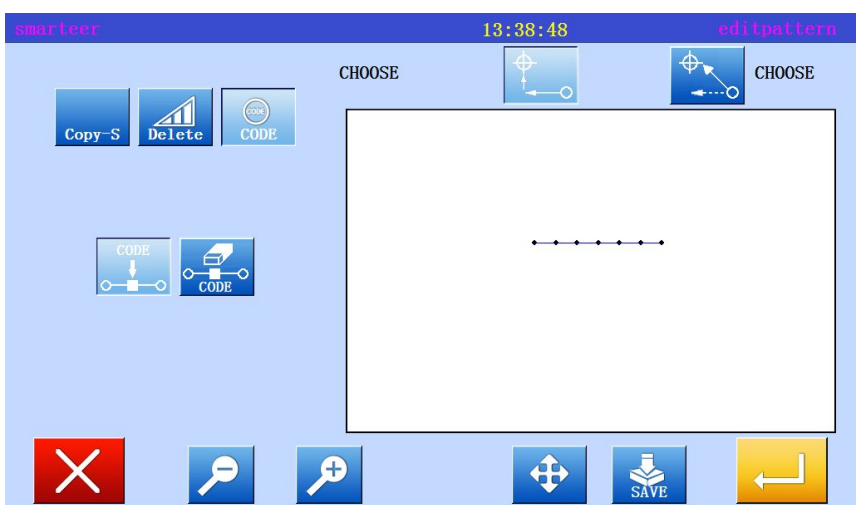 smarteer 13:38:48 editpattern
CHOOSE CHOOSE
Copy-S Delete CODE CODE
CODE
CODE
SAVE